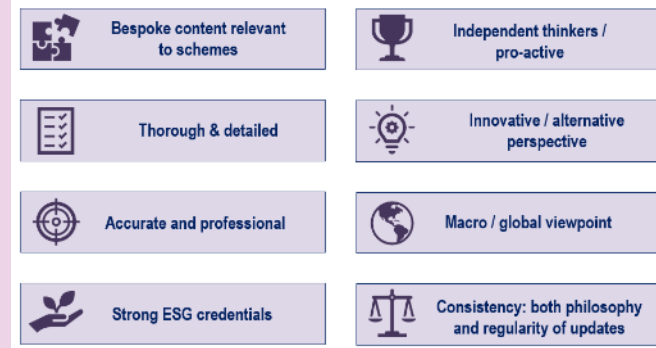 Bespoke content relevant
to schemes
Independent thinkers /
pro-active
Thorough & detailed
Innovative / alternative
perspective
Accurate and professional
Macro / global viewpoint
Strong ESG credentials
Consistency: both philosophy
and regularity of updates